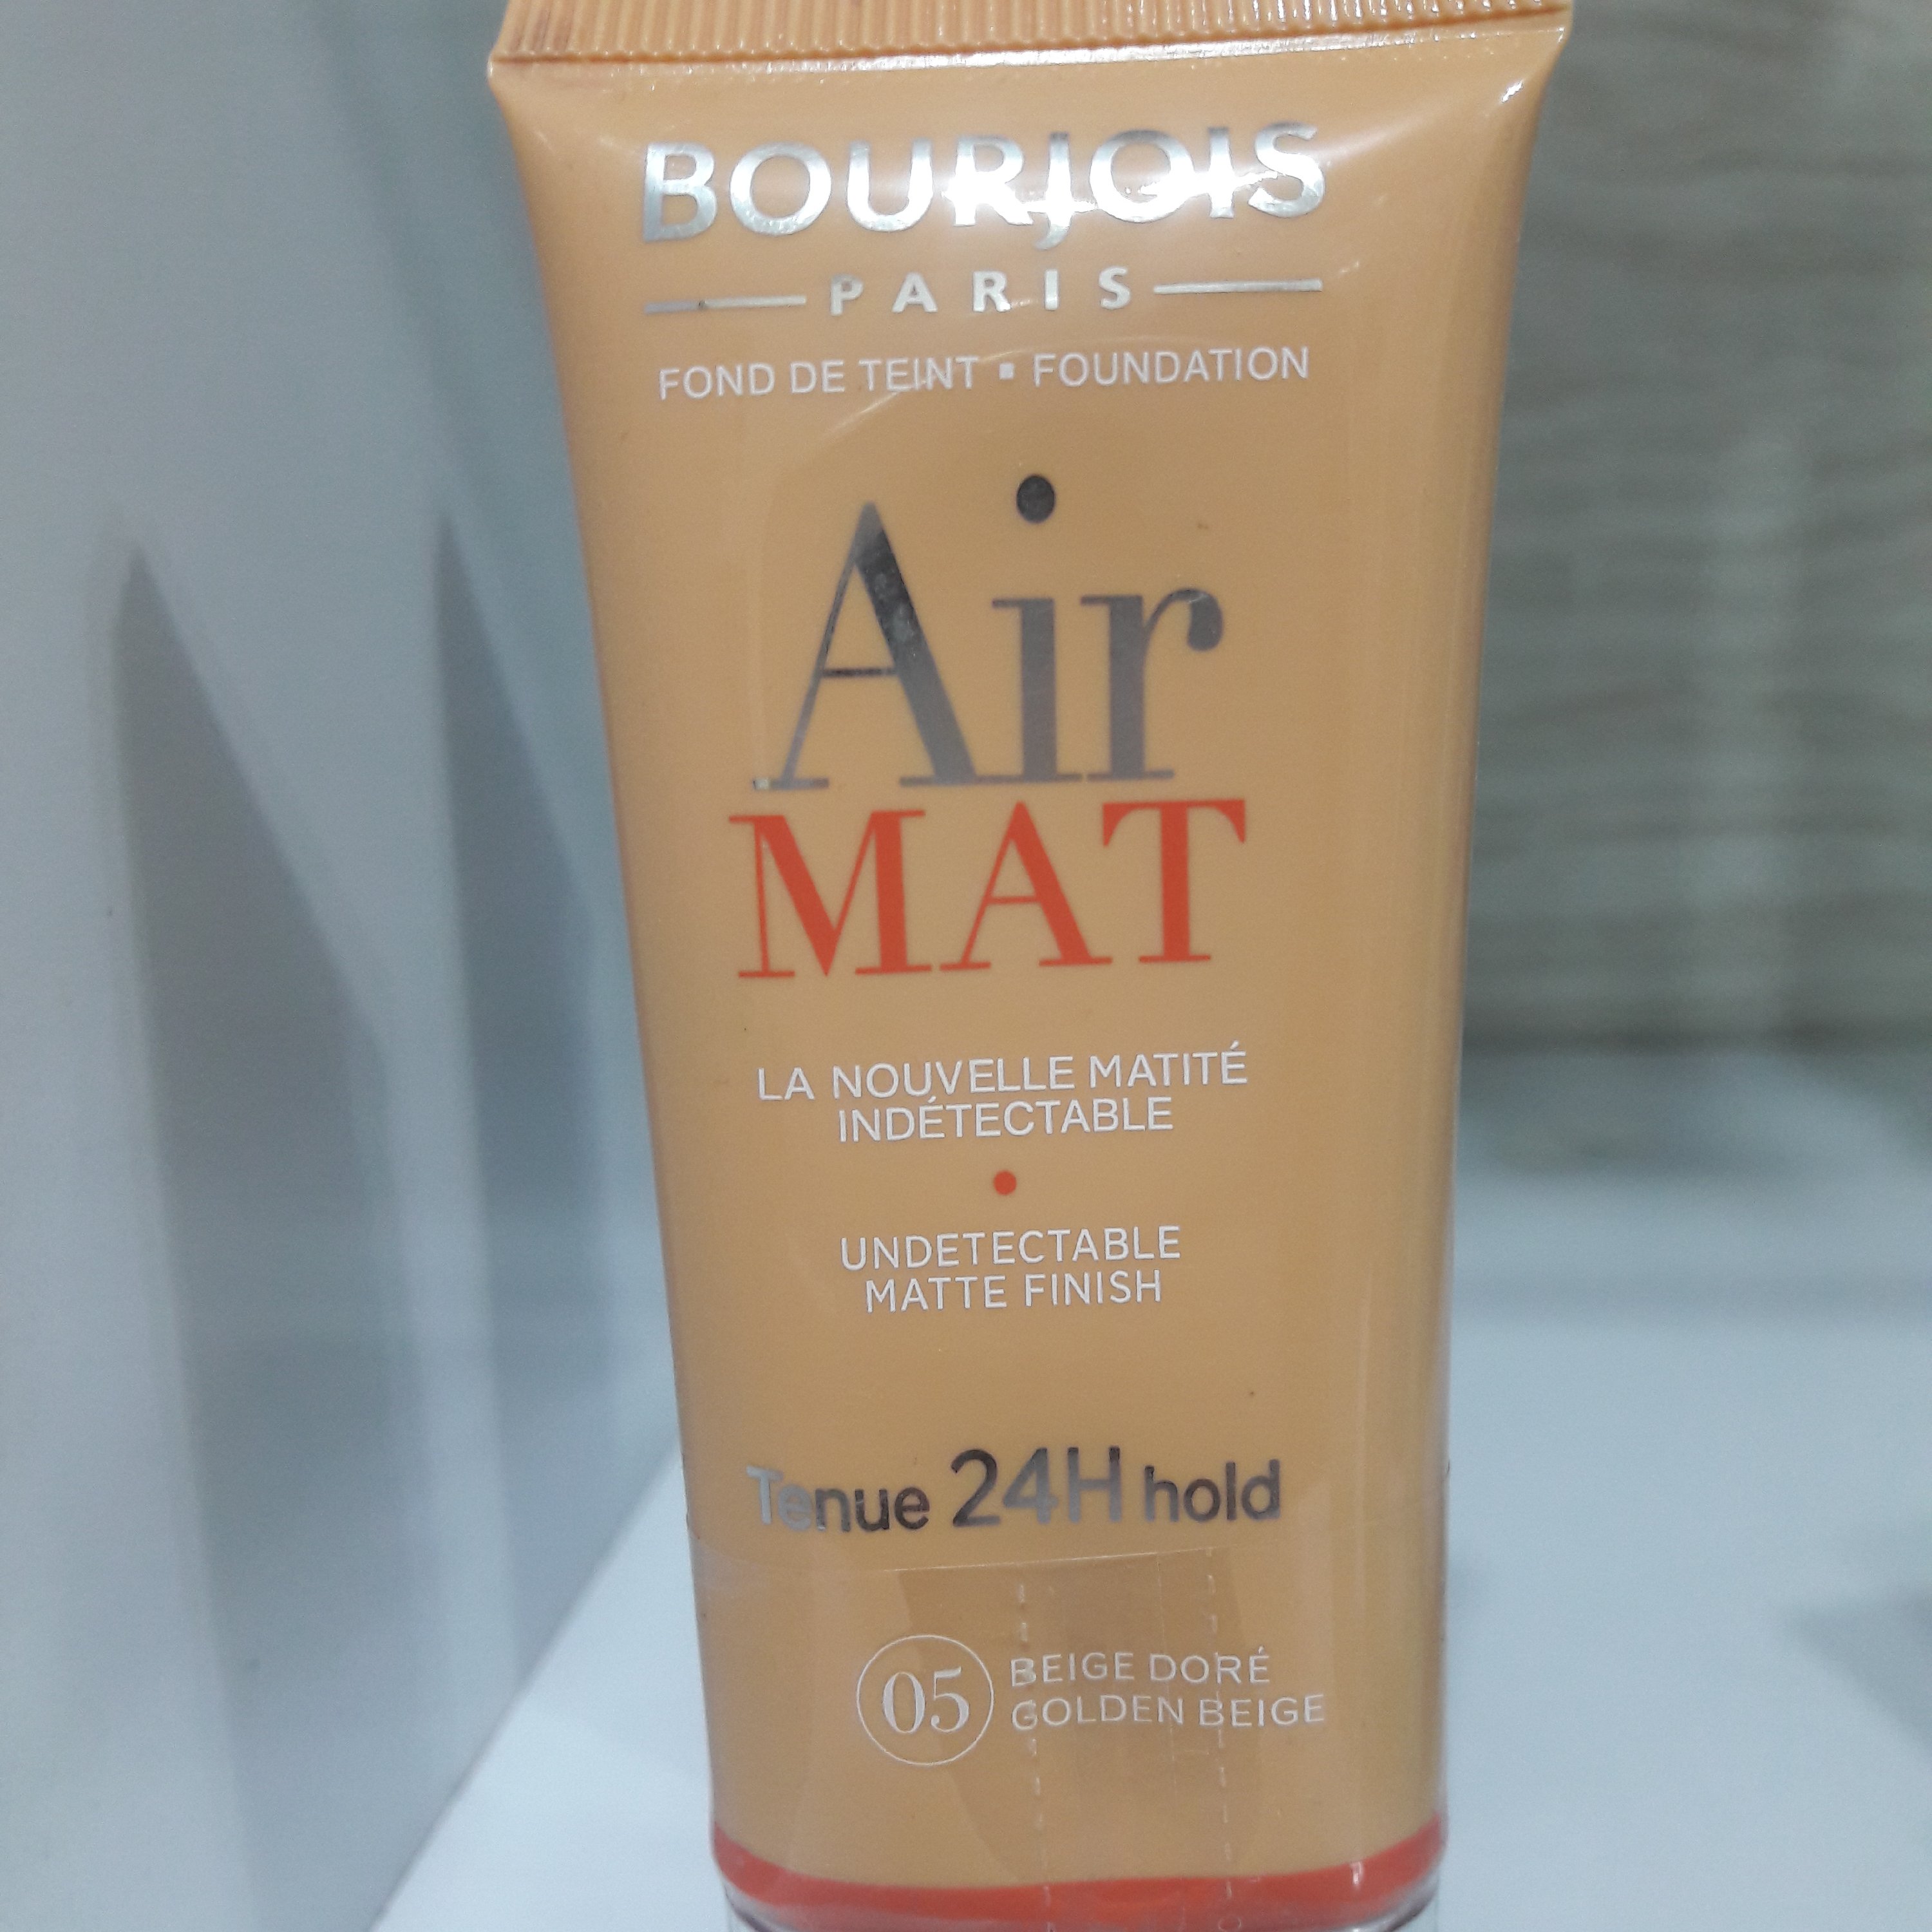 BOURJOIS
PARIS
FOND DE TEINT ▪ FOUNDATION
Air
MAT
LA NOUVELLE MATITÉ
INDÉTECTABLE
•
UNDETECTABLE
MATTE FINISH
Tenue 24H hold
05 BEIGE DORÉ
GOLDEN BEIGE